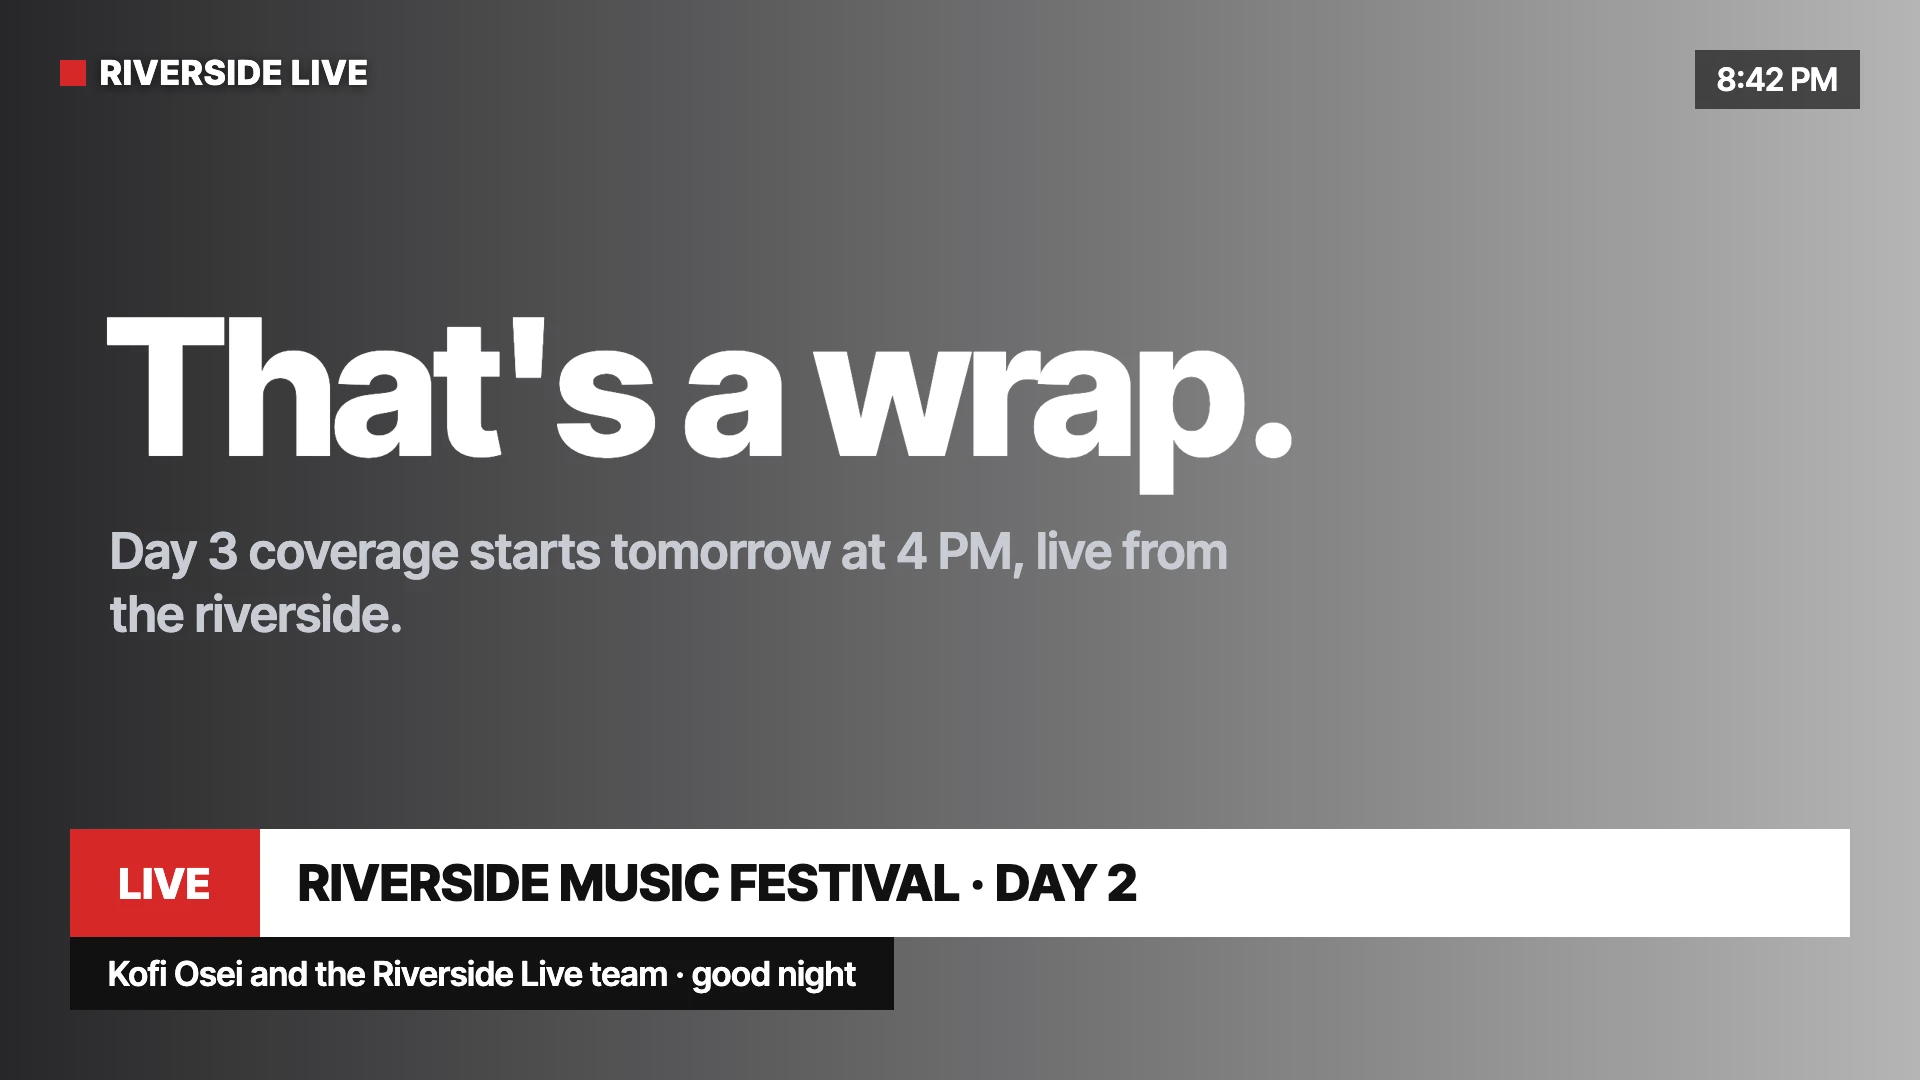 RIVERSIDE LIVE
8:42 PM
That's a wrap.
Day 3 coverage starts tomorrow at 4 PM, live from
the riverside.
LIVE
RIVERSIDE MUSIC FESTIVAL · DAY 2
Kofi Osei and the Riverside Live team · good night